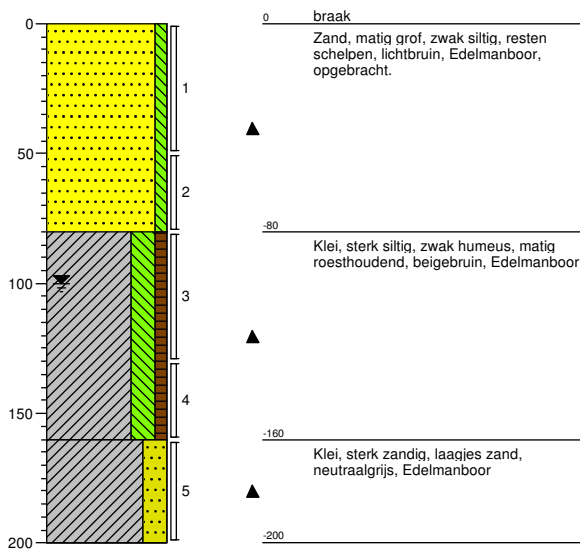 0
50
100
150
200
1
2
3
4
5
0
braak
Zand, matig grof, zwak siltig, resten
schelpen, lichtbruin, Edelmanboor,
opgebracht.
-80
Klei, sterk siltig, zwak humeus, matig
roesthoudend, beigebruin, Edelmanboor
-160
Klei, sterk zandig, laagjes zand,
neutraalgrijs, Edelmanboor
-200